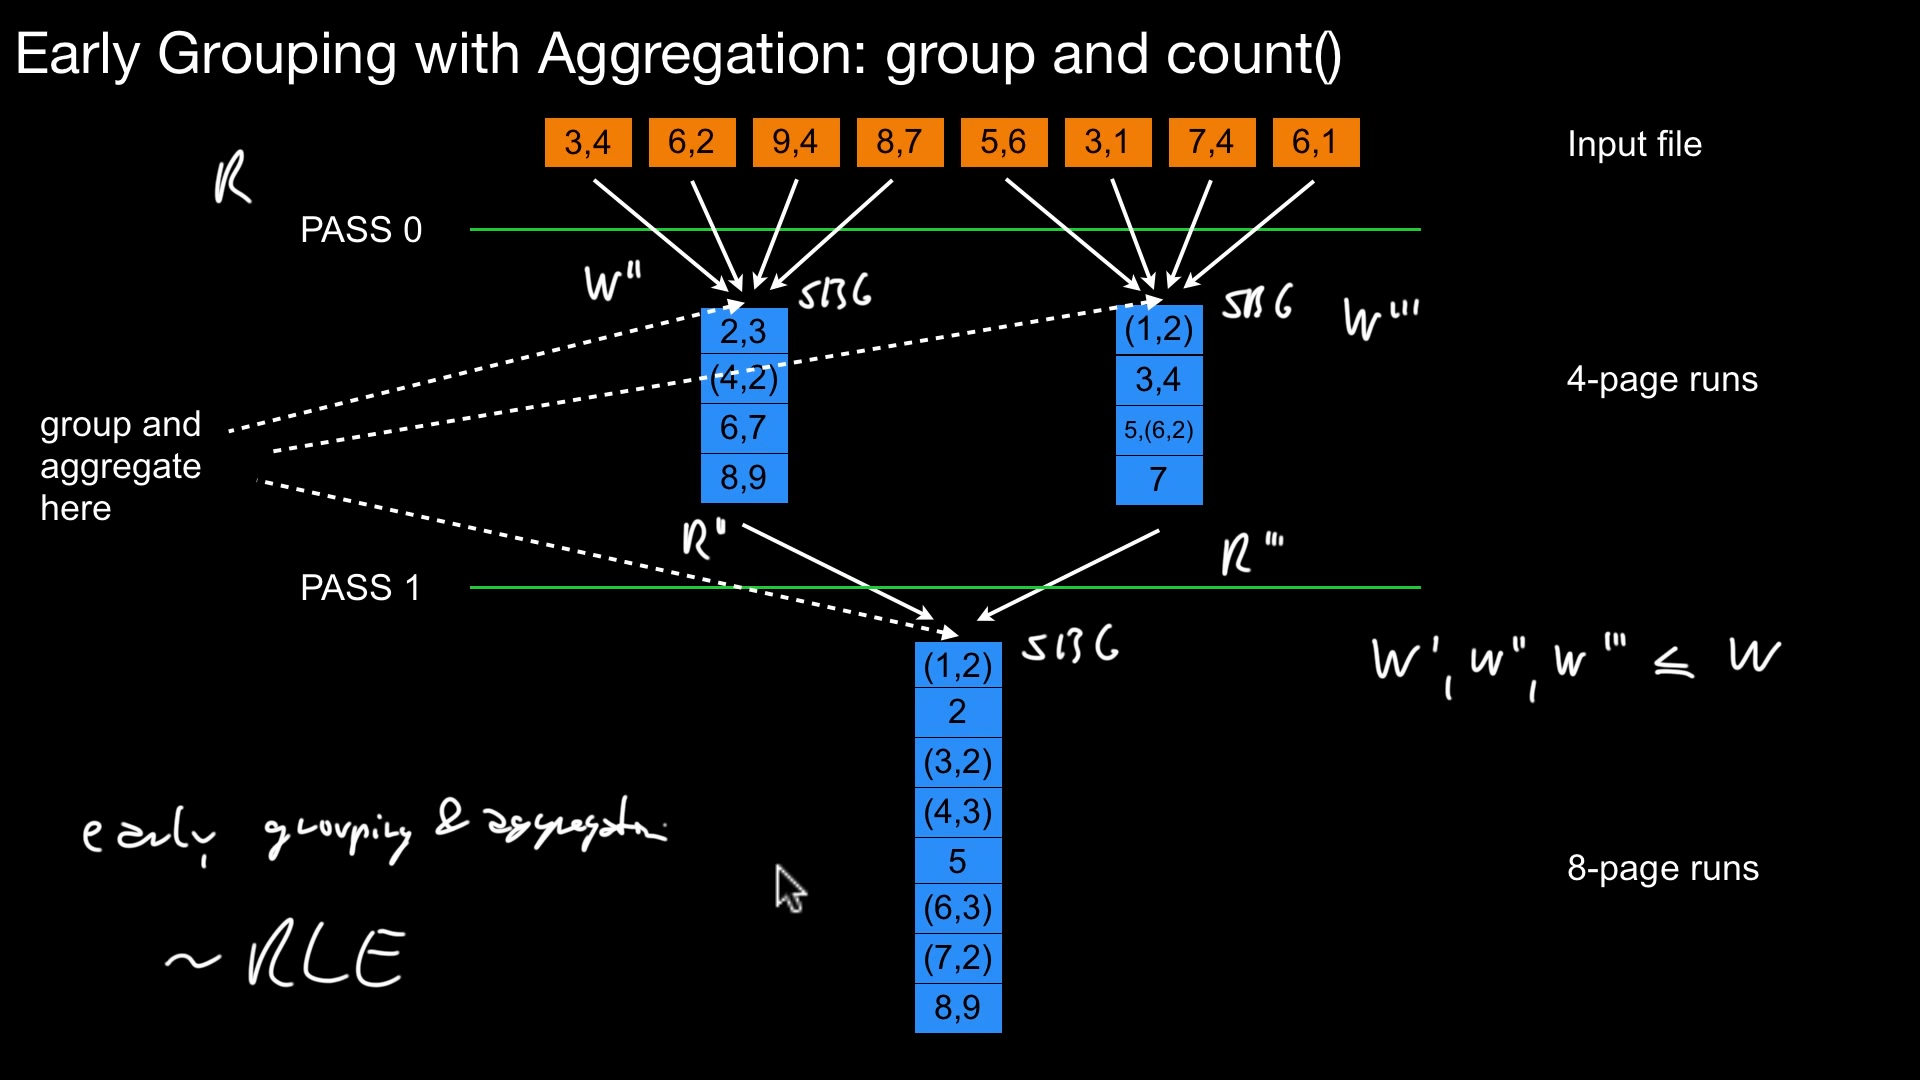 Early Grouping with Aggregation: group and count()
3,4 6,2 9,4 8,7 5,6 3,1 7,4 6,1 Input file
R
PASS 0
W'' SBG SBG W'''
2,3
(4,2)
6,7
8,9
(1,2)
3,4
5,(6,2)
7
4-page runs
group and
aggregate
here
R'' R'''
PASS 1
SBG
W', W'', W''' ≤ W
(1,2)
2
(3,2)
(4,3)
5
(6,3)
(7,2)
8,9
8-page runs
early grouping & aggregation
~ RLE